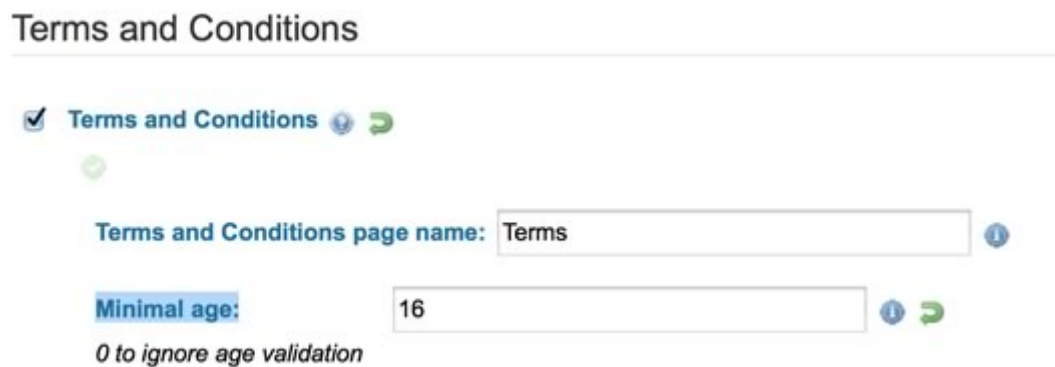 Terms and Conditions
Terms and Conditions
Terms and Conditions page name: Terms
Minimal age: 16
0 to ignore age validation